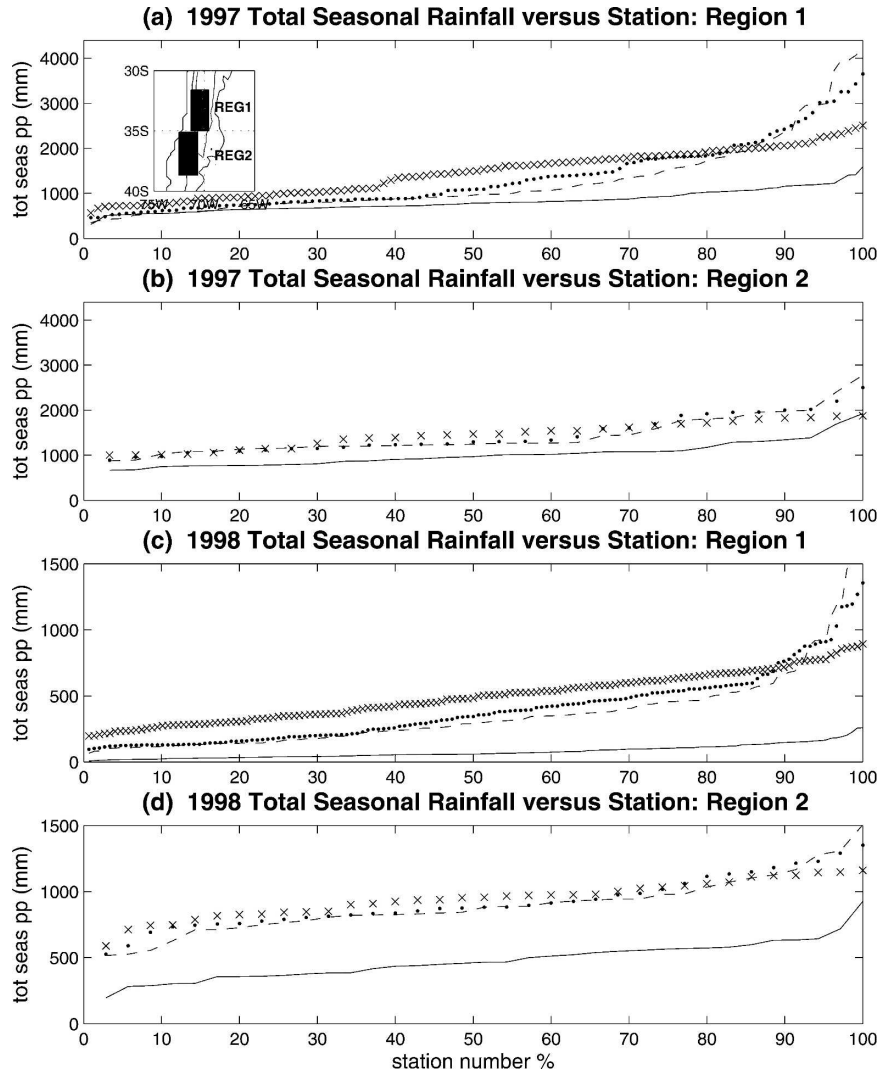 (a) 1997 Total Seasonal Rainfall versus Station: Region 1
tot seas pp (mm)
4000
3000
2000
1000
0
30S
35S
40S
REG1
REG2
75W 70W 65W
0 10 20 30 40 50 60 70 80 90 100
(b) 1997 Total Seasonal Rainfall versus Station: Region 2
tot seas pp (mm)
4000
3000
2000
1000
0
0 10 20 30 40 50 60 70 80 90 100
(c) 1998 Total Seasonal Rainfall versus Station: Region 1
tot seas pp (mm)
1500
1000
500
0
0 10 20 30 40 50 60 70 80 90 100
(d) 1998 Total Seasonal Rainfall versus Station: Region 2
tot seas pp (mm)
1500
1000
500
0
0 10 20 30 40 50 60 70 80 90 100
station number %